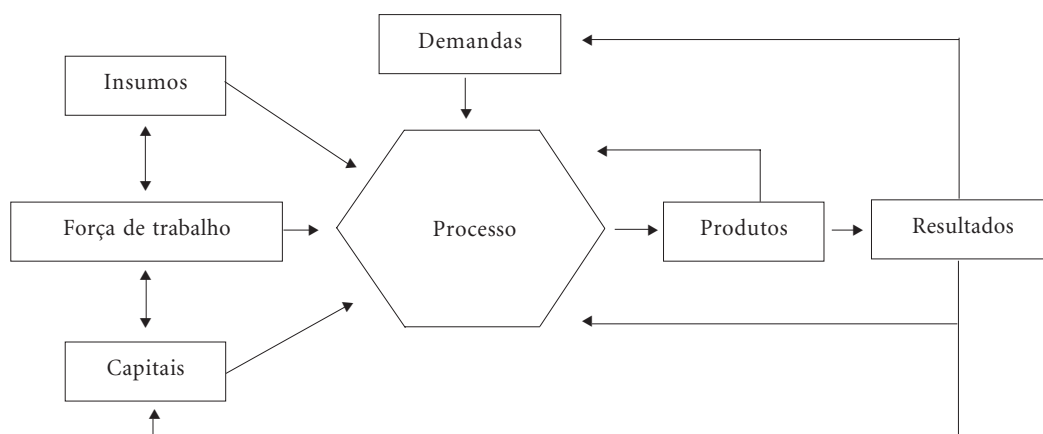 Demandas
Insumos
Força de trabalho
Processo
Produtos
Resultados
Capitais